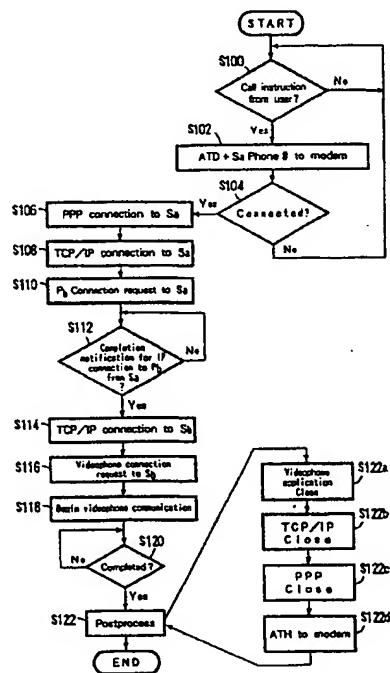 START
S100
Call instruction
from user?
No
Yes
S102
ATD + Sa Phone # to modem
S104
Connected?
Yes
No
S106
PPP connection to Sa
S108
TCP/IP connection to Sa
S110
Pb Connection request to Sa
S112
Completion
notification for IP
connection to Pb
from Sa
?
No
Yes
S114
TCP/IP connection to Sb
S116
Videophone connection
request to Sb
S118
Begin videophone communication
S120
Completed?
No
Yes
S122
Postprocess
END
S122a
Videophone
application
Close
S122b
TCP/IP
Close
S122c
PPP
Close
S122d
ATH to modem